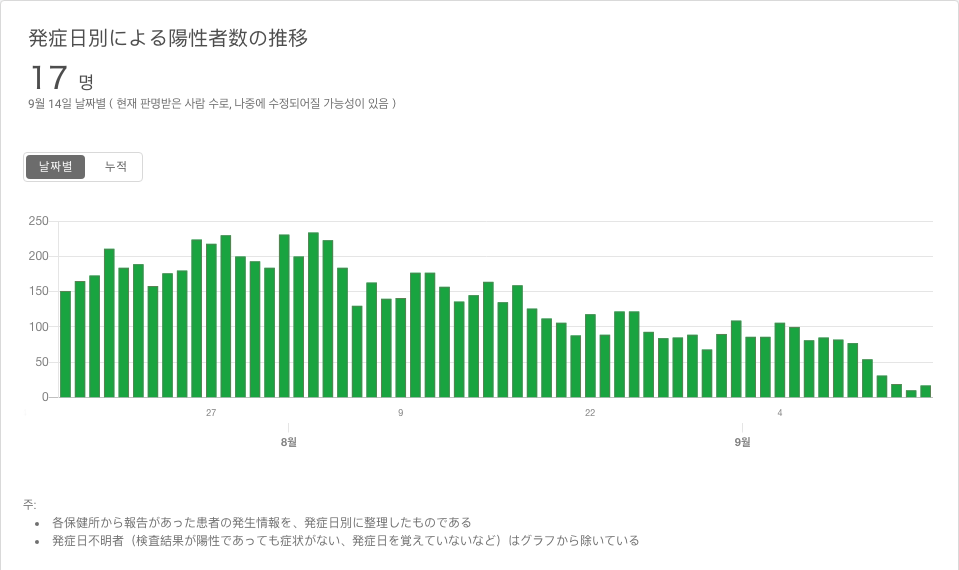 発症日別による陽性者数の推移
17 명
9월 14일 날짜별 ( 현재 판명받은 사람 수로, 나중에 수정되어질 가능성이 있음 )
날짜별 누적
250
200
150
100
50
0
27 9 22 4
8월 9월
주:
• 各保健所から報告があった患者の発生情報を、発症日別に整理したものである
• 発症日不明者（検査結果が陽性であっても症状がない、発症日を覚えていないなど）はグラフから除いている